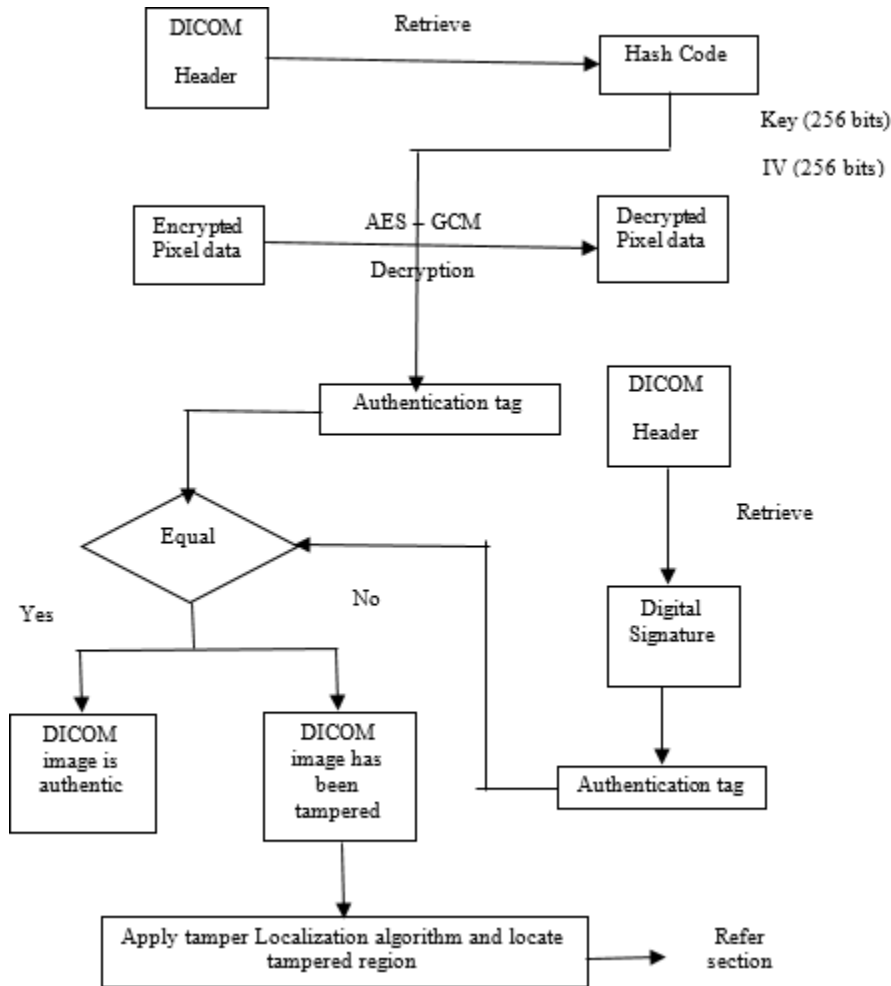 DICOM
Header
Retrieve
Hash Code
Key (256 bits)
IV (256 bits)
Encrypted
Pixel data
AES – GCM
Decryption
Decrypted
Pixel data
Authentication tag
DICOM
Header
Retrieve
Equal
Yes
No
Digital
Signature
DICOM
image is
authentic
DICOM
image has
been
tampered
Authentication tag
Apply tamper Localization algorithm and locate
tampered region
Refer
section